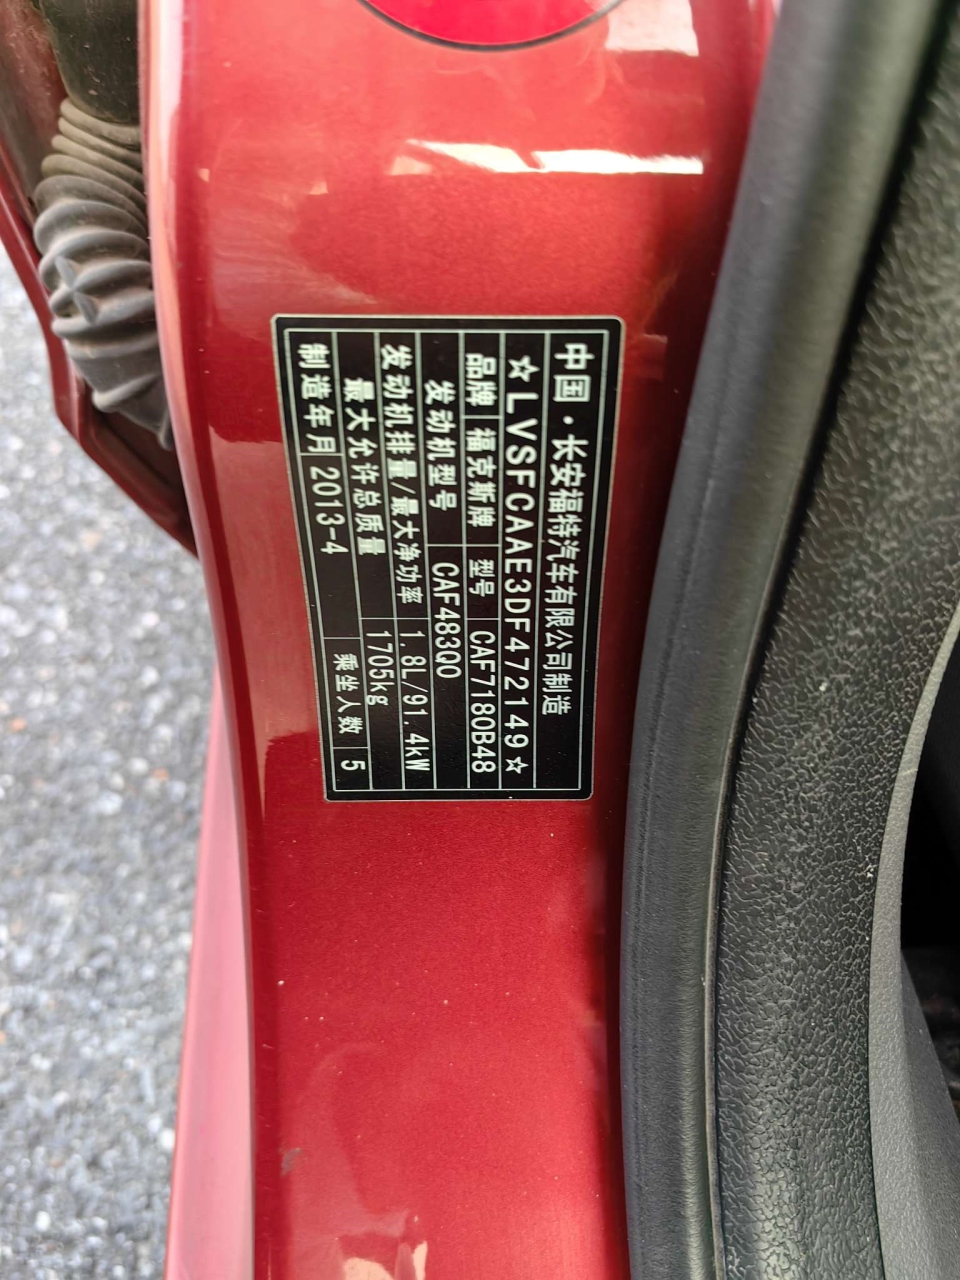 中国·长安福特汽车有限公司制造
☆LVSFCAAE3DF472149☆
品牌 福克斯牌 型号 CAF7180B48
发动机型号 CAF483Q0
发动机排量/最大净功率 1.8L/91.4kW
最大允许总质量 1705kg
制造年月 2013-4 乘坐人数 5